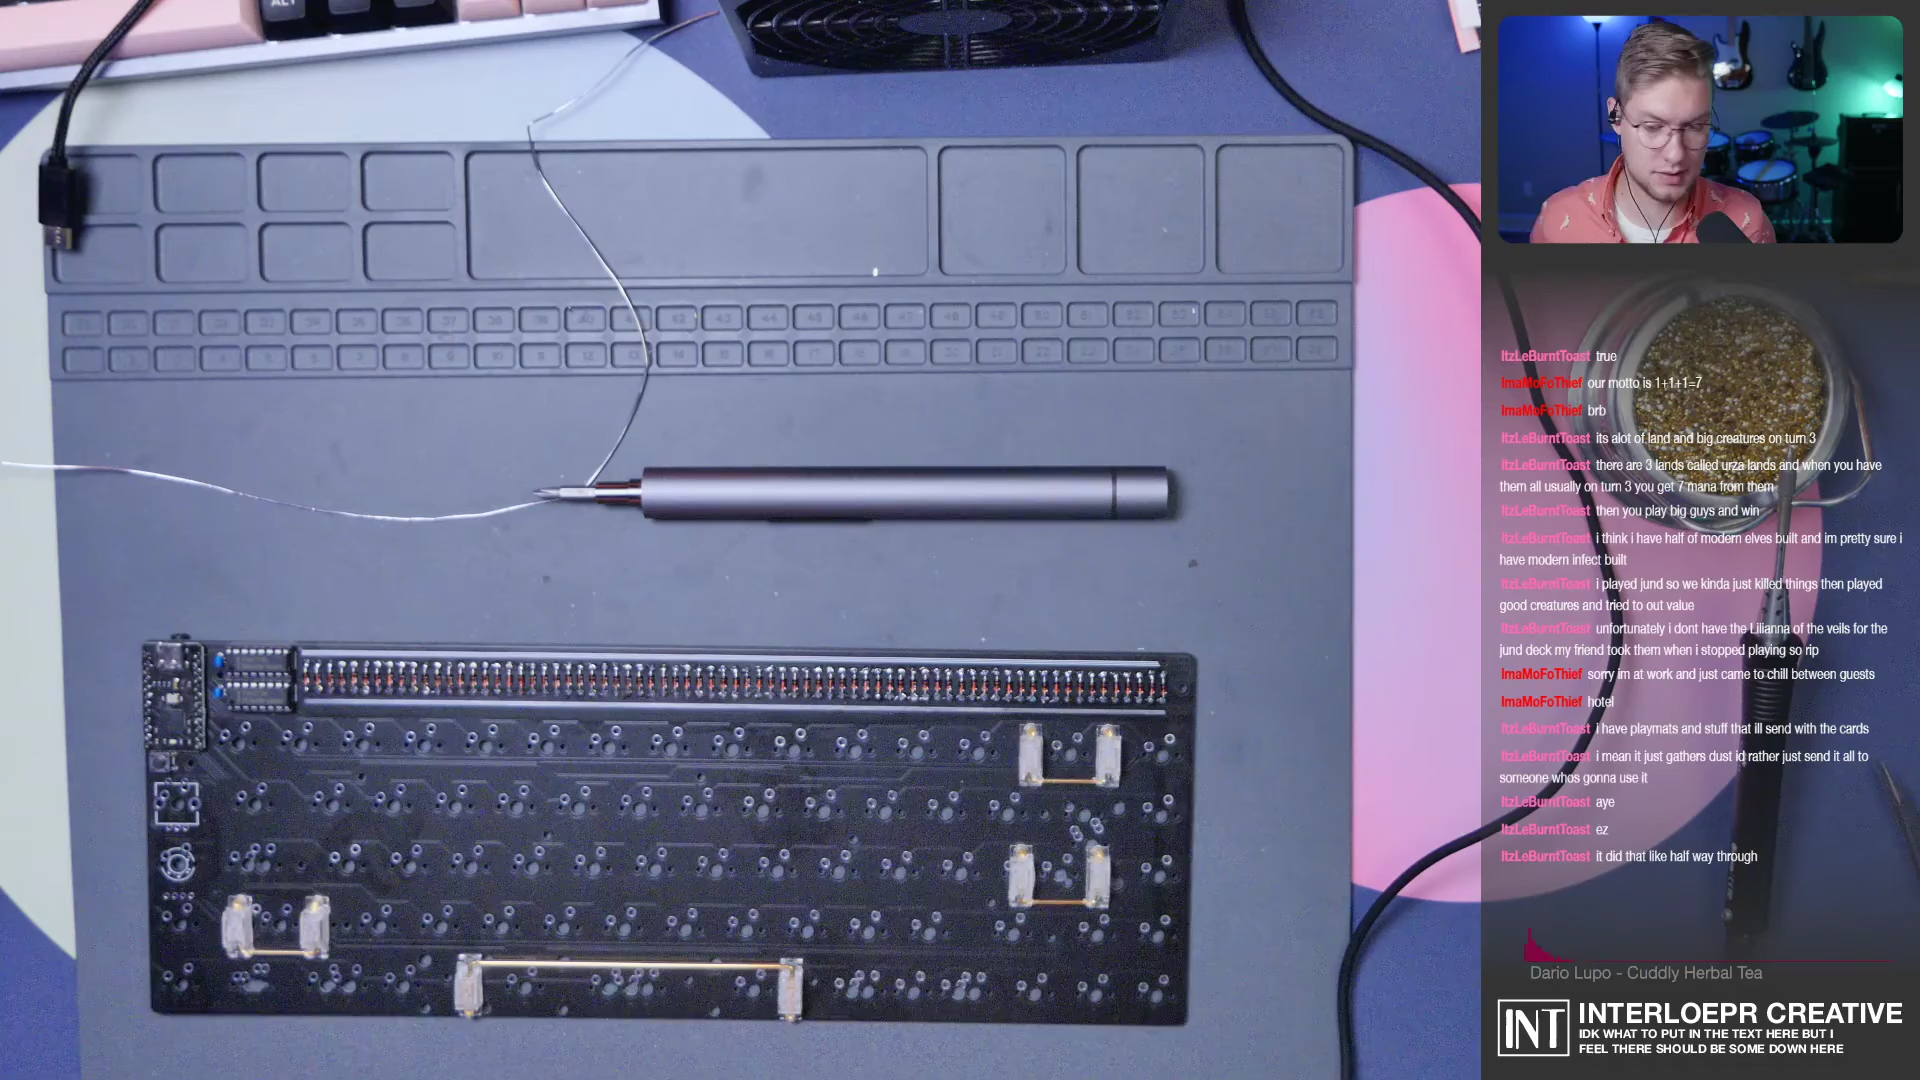 ALT
ItzLeBurntToast true
ImaMoFoThief our motto is 1+1+1=7
ImaMoFoThief brb
ItzLeBurntToast its alot of land and big creatures on turn 3
ItzLeBurntToast there are 3 lands called urza lands and when you have
them all usually on turn 3 you get 7 mana from them
ItzLeBurntToast then you play big guys and win
ItzLeBurntToast i think i have half of modern elves built and im pretty sure i
have modern infect built
ItzLeBurntToast i played jund so we kinda just killed things then played
good creatures and tried to out value
ItzLeBurntToast unfortunately i dont have the Lilianna of the veils for the
jund deck my friend took them when i stopped playing so rip
ImaMoFoThief sorry im at work and just came to chill between guests
ImaMoFoThief hotel
ItzLeBurntToast i have playmats and stuff that ill send with the cards
ItzLeBurntToast i mean it just gathers dust id rather just send it all to
someone whos gonna use it
ItzLeBurntToast aye
ItzLeBurntToast ez
ItzLeBurntToast it did that like half way through
Dario Lupo - Cuddly Herbal Tea
INT
INTERLOEPR CREATIVE
IDK WHAT TO PUT IN THE TEXT HERE BUT I
FEEL THERE SHOULD BE SOME DOWN HERE